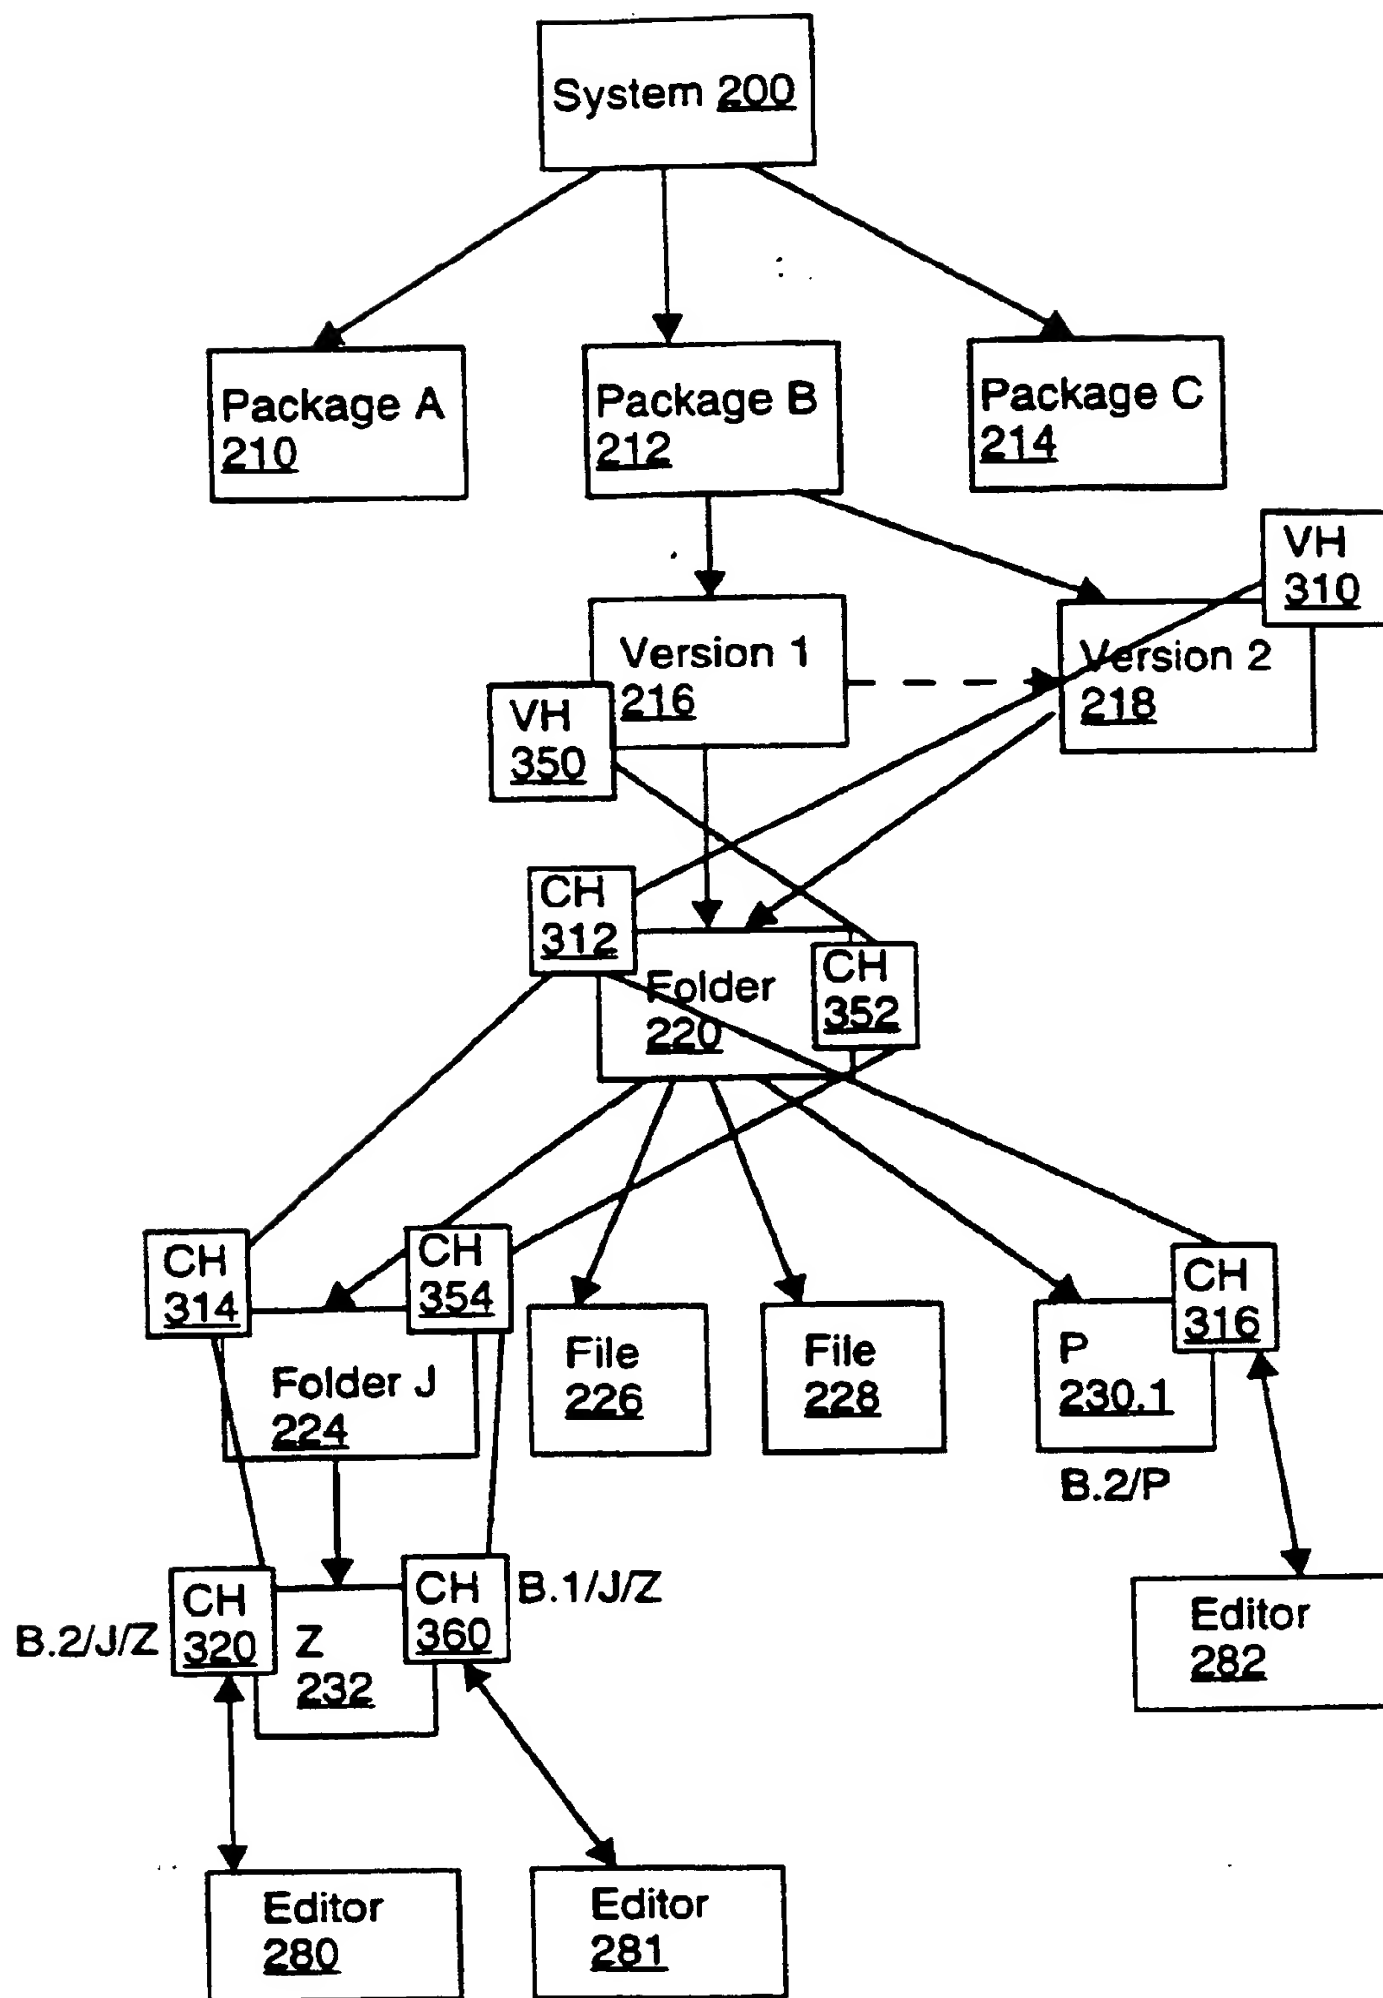 System 200
Package A
210
Package B
212
Package C
214
VH
310
Version 1
216
Version 2
218
VH
350
CH
312
Folder
220
CH
352
CH
314
CH
354
CH
316
Folder J
224
File
226
File
228
P
230.1
B.2/P
CH
320
B.2/J/Z
Z
232
CH
360
B.1/J/Z
Editor
282
Editor
280
Editor
281